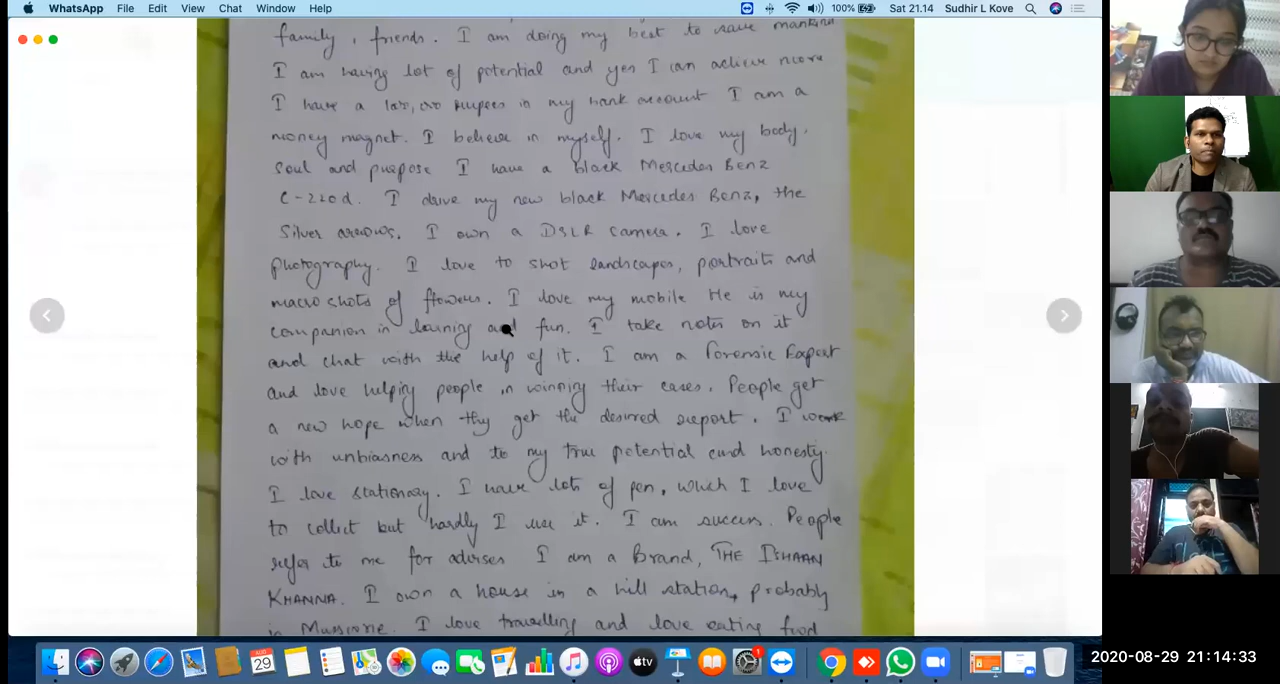 WhatsApp File Edit View Chat Window Help 100% Sat 21.14 Sudhir L Kove
family, friends. I am doing my best to save mankind
I am having lot of potential and yes I can achieve more
I have a rupees in my bank account I am a
money magnet. I believe in myself. I love my body.
soul and purpose I have a black Mercedes Benz
C-220d. I drive my new black Mercedes Benz, the
Silver arrows. I own a DSLR camera. I love
photography. I love to shot landscapes, portraits and
macro shots of flowers. I love my mobile He is my
companion in and fun. I take notes on it
and chat with the help of it. I am a Forensic Expert
and love helping people in winning their cases. People get
a new hope when thy get the desired support. I work
with unbiasness and to my true potential and honesty.
I love stationary. I have lots of pen, which I love
to collect but hardly I use it. I am success. People
refer to me for I am a Brand, THE ISHAAN
KHANNA. I own a house in a hill station, probably
in I love travelling and love eating food
AUG
29
tv
1
2020-08-29 21:14:33